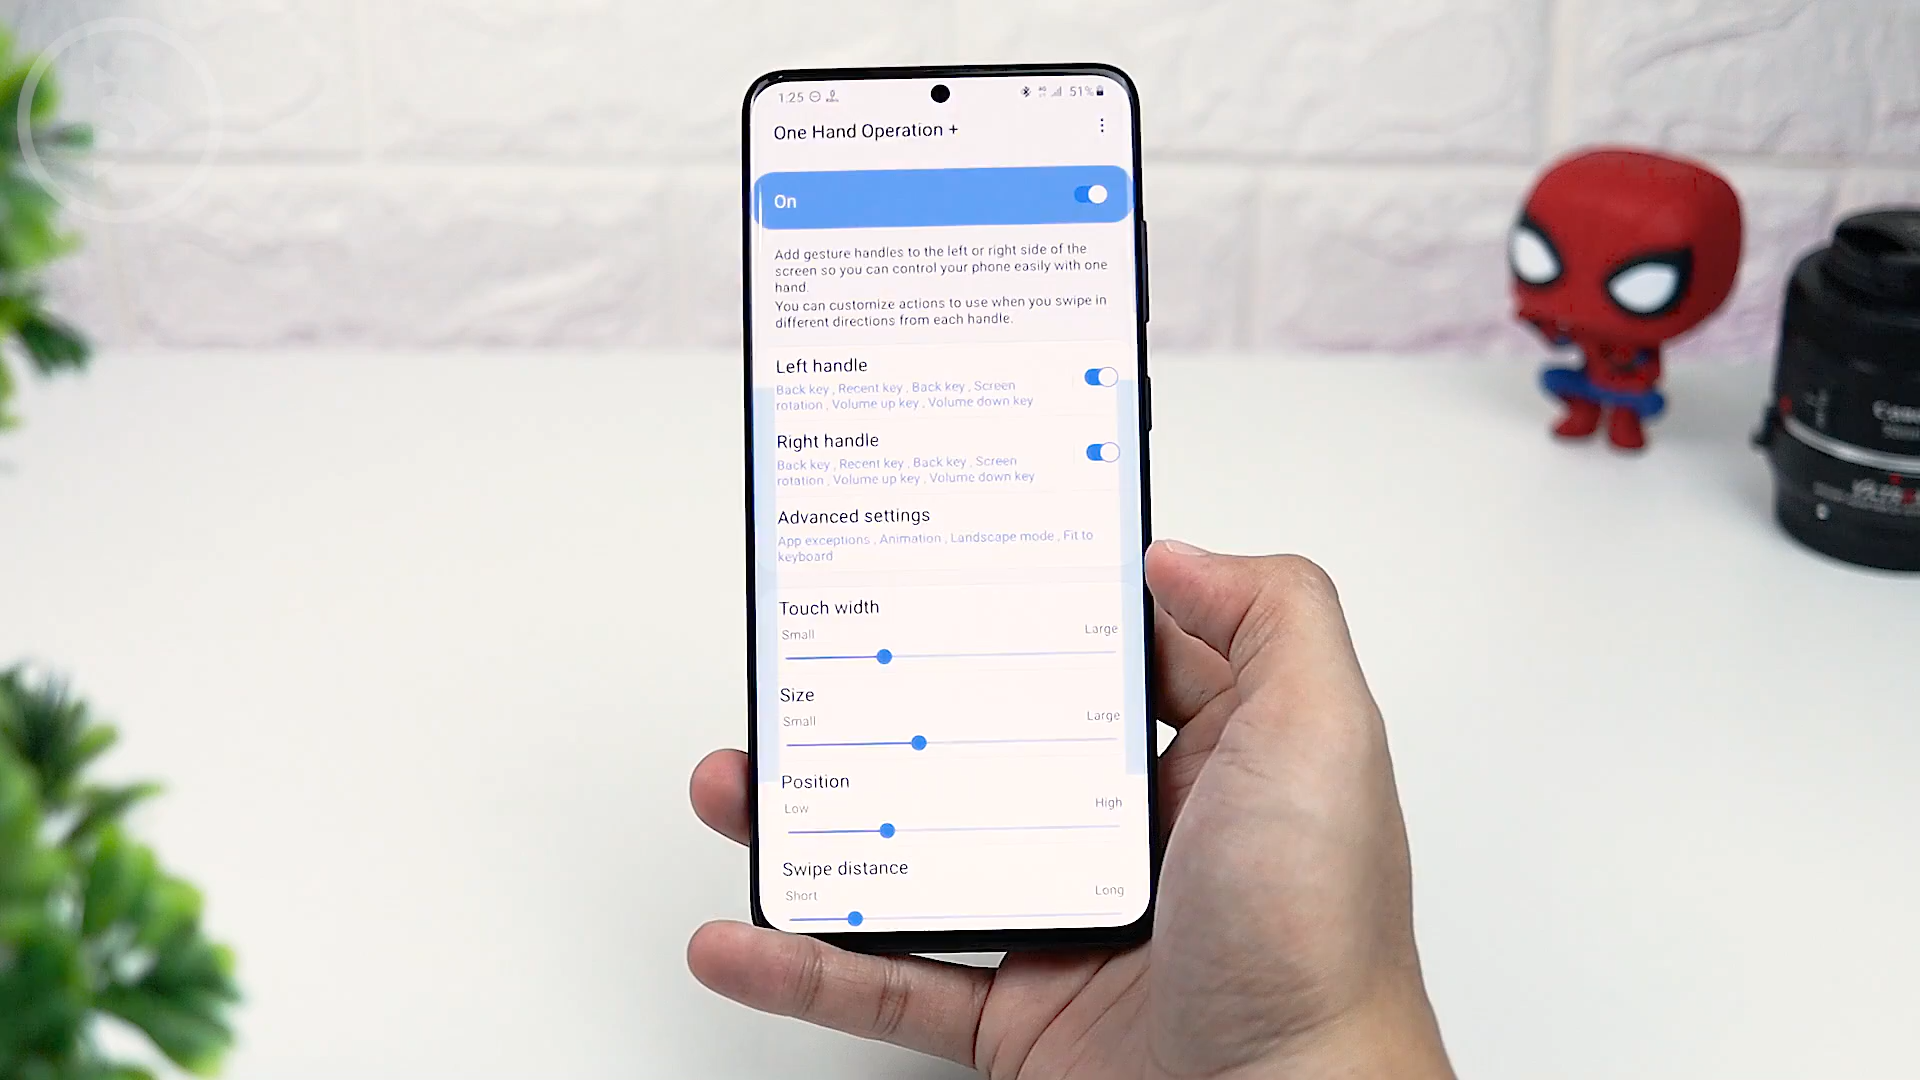 1:25
51%
One Hand Operation +
On
Add gesture handles to the left or right side of the
screen so you can control your phone easily with one
hand.
You can customize actions to use when you swipe in
different directions from each handle.
Left handle
Back key , Recent key , Back key , Screen
rotation , Volume up key , Volume down key
Right handle
Back key , Recent key , Back key , Screen
rotation , Volume up key , Volume down key
Advanced settings
App exceptions , Animation , Landscape mode , Fit to
keyboard
Touch width
Small Large
Size
Small Large
Position
Low High
Swipe distance
Short Long